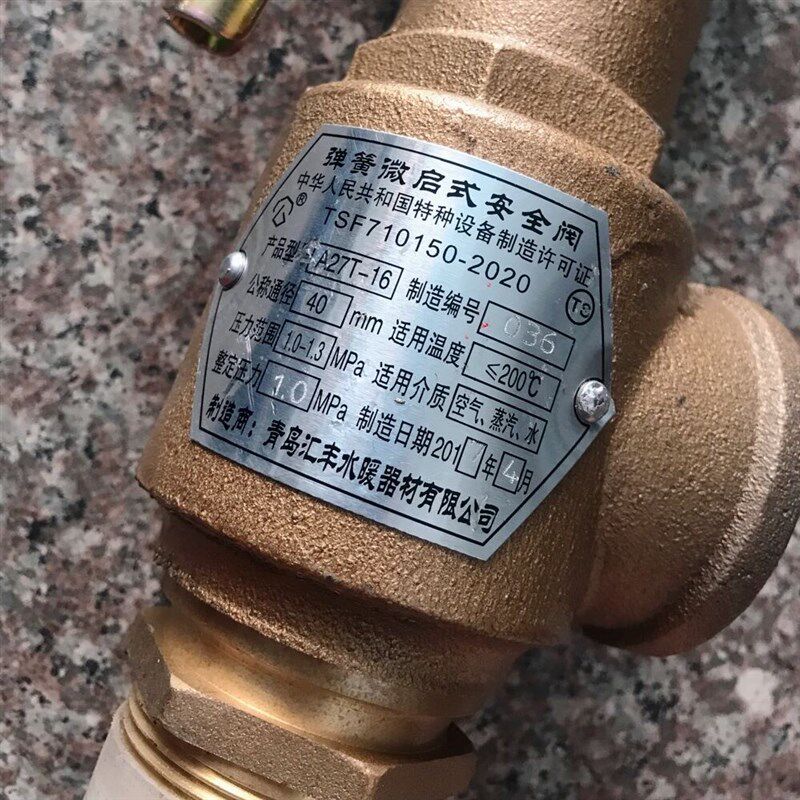 弹簧微启式安全阀
中华人民共和国特种设备制造许可证
®
TSF710150-2020
TS
产品型号 A27T-16 制造编号 036
公称通径 40 mm 适用温度 ≤200℃
压力范围 1.0-1.3 MPa 适用介质 空气、蒸汽、水
整定压力 1.0 MPa 制造日期 2017年4月
制造商：青岛汇丰水暖器材有限公司